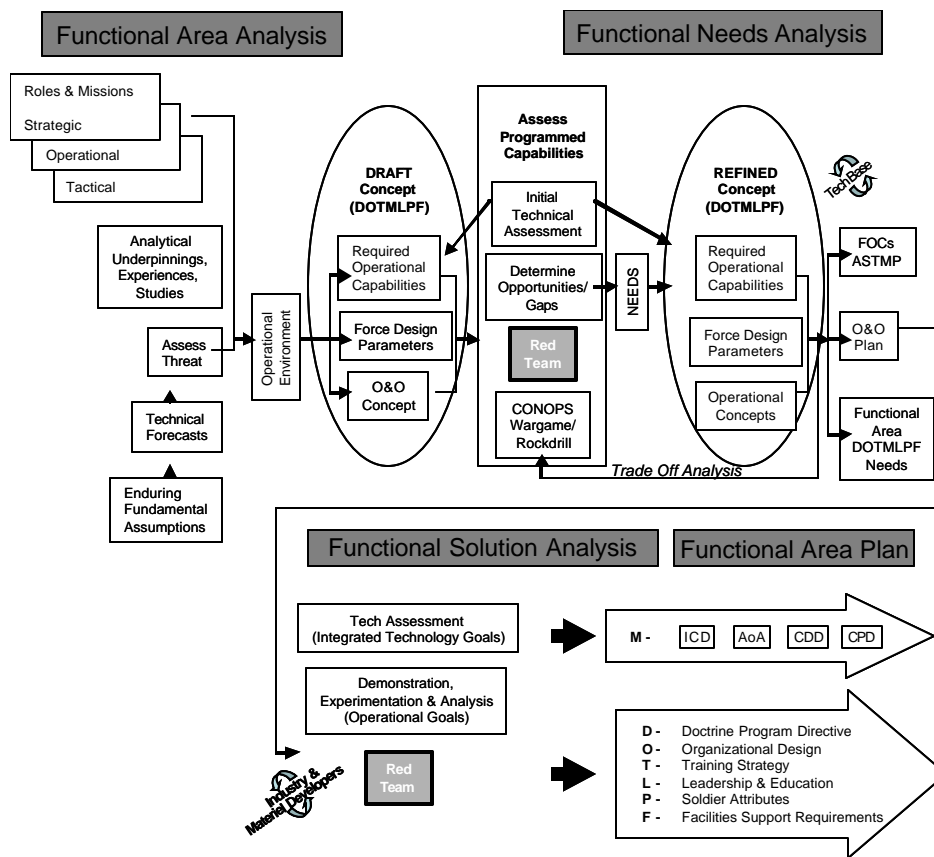 Functional Area Analysis
Functional Needs Analysis
Roles & Missions
Strategic
Operational
Tactical
Analytical
Underpinnings,
Experiences,
Studies
Assess
Threat
Technical
Forecasts
Enduring
Fundamental
Assumptions
Operational
Environment
DRAFT
Concept
(DOTMLPF)
Required
Operational
Capabilities
Force Design
Parameters
O&O
Concept
Assess
Programmed
Capabilities
Initial
Technical
Assessment
Determine
Opportunities/
Gaps
Red
Team
CONOPS
Wargame/
Rockdrill
NEEDS
REFINED
Concept
(DOTMLPF)
Required
Operational
Capabilities
Force Design
Parameters
Operational
Concepts
Trade Off Analysis
Tech Base
FOCs
ASTMP
O&O
Plan
Functional
Area
DOTMLPF
Needs
Functional Solution Analysis
Functional Area Plan
Tech Assessment
(Integrated Technology Goals)
Demonstration,
Experimentation & Analysis
(Operational Goals)
Red
Team
Industry &
Materiel Developers
M - ICD AoA CDD CPD
D - Doctrine Program Directive
O - Organizational Design
T - Training Strategy
L - Leadership & Education
P - Soldier Attributes
F - Facilities Support Requirements